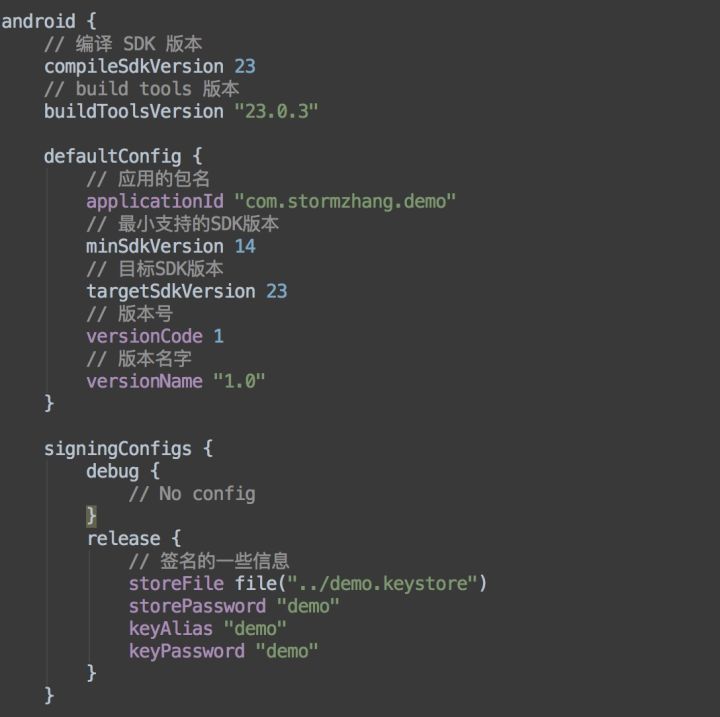 android {
    // 编译 SDK 版本
    compileSdkVersion 23
    // build tools 版本
    buildToolsVersion "23.0.3"

    defaultConfig {
        // 应用的包名
        applicationId "com.stormzhang.demo"
        // 最小支持的SDK版本
        minSdkVersion 14
        // 目标SDK版本
        targetSdkVersion 23
        // 版本号
        versionCode 1
        // 版本名字
        versionName "1.0"
    }

    signingConfigs {
        debug {
            // No config
        }
        release {
            // 签名的一些信息
            storeFile file("../demo.keystore")
            storePassword "demo"
            keyAlias "demo"
            keyPassword "demo"
        }
    }